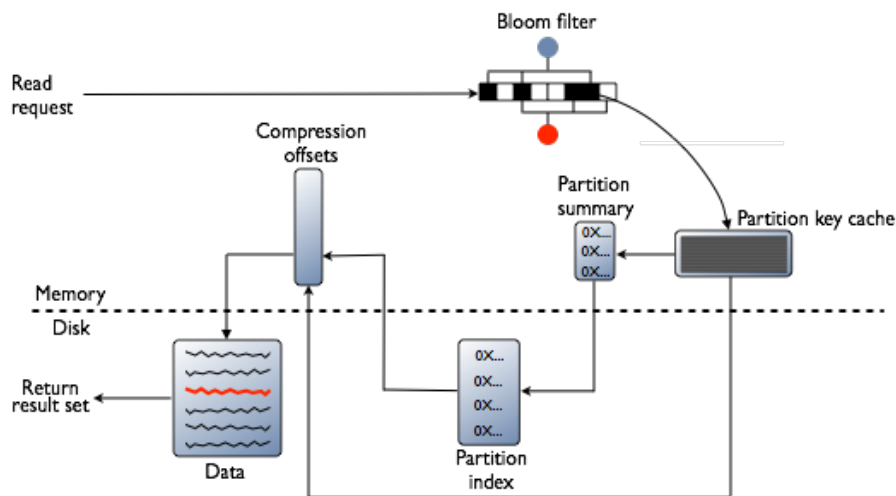 Bloom filter
Read
request
Compression
offsets
Partition
summary
0X...
0X...
0X...
Partition key cache
Memory
Disk
0X...
0X...
0X...
0X...
Return
result set
Data
Partition
index